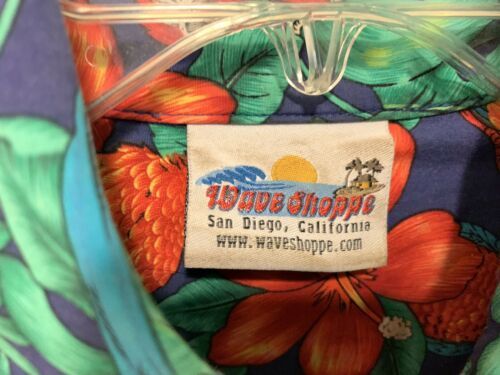 Wave Shoppe
San Diego, California
www.waveshoppe.com